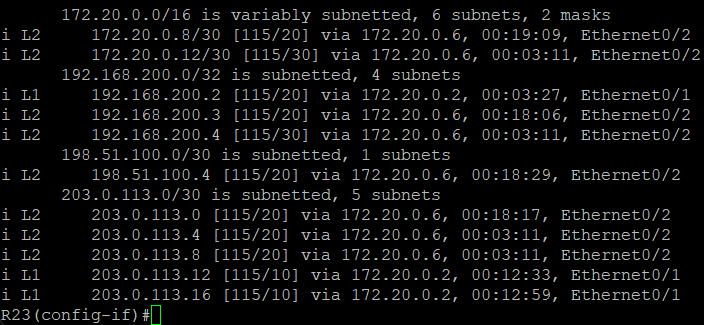 172.20.0.0/16 is variably subnetted, 6 subnets, 2 masks
i L2 172.20.0.8/30 [115/20] via 172.20.0.6, 00:19:09, Ethernet0/2
i L2 172.20.0.12/30 [115/30] via 172.20.0.6, 00:03:11, Ethernet0/2
192.168.200.0/32 is subnetted, 4 subnets
i L1 192.168.200.2 [115/20] via 172.20.0.2, 00:03:27, Ethernet0/1
i L2 192.168.200.3 [115/20] via 172.20.0.6, 00:18:06, Ethernet0/2
i L2 192.168.200.4 [115/30] via 172.20.0.6, 00:03:11, Ethernet0/2
198.51.100.0/30 is subnetted, 1 subnets
i L2 198.51.100.4 [115/20] via 172.20.0.6, 00:18:29, Ethernet0/2
203.0.113.0/30 is subnetted, 5 subnets
i L2 203.0.113.0 [115/20] via 172.20.0.6, 00:18:17, Ethernet0/2
i L2 203.0.113.4 [115/20] via 172.20.0.6, 00:03:11, Ethernet0/2
i L2 203.0.113.8 [115/20] via 172.20.0.6, 00:03:11, Ethernet0/2
i L1 203.0.113.12 [115/10] via 172.20.0.2, 00:12:33, Ethernet0/1
i L1 203.0.113.16 [115/10] via 172.20.0.2, 00:12:59, Ethernet0/1
R23(config-if)#